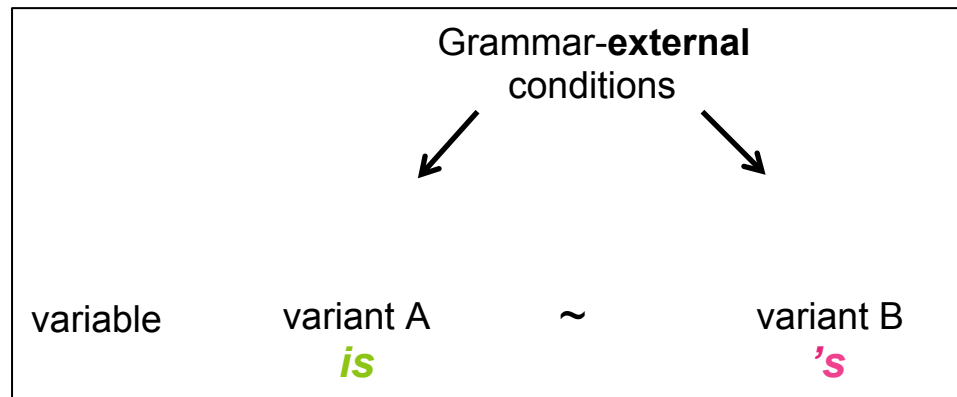 Grammar-external
conditions
variable variant A ~ variant B
is ’s